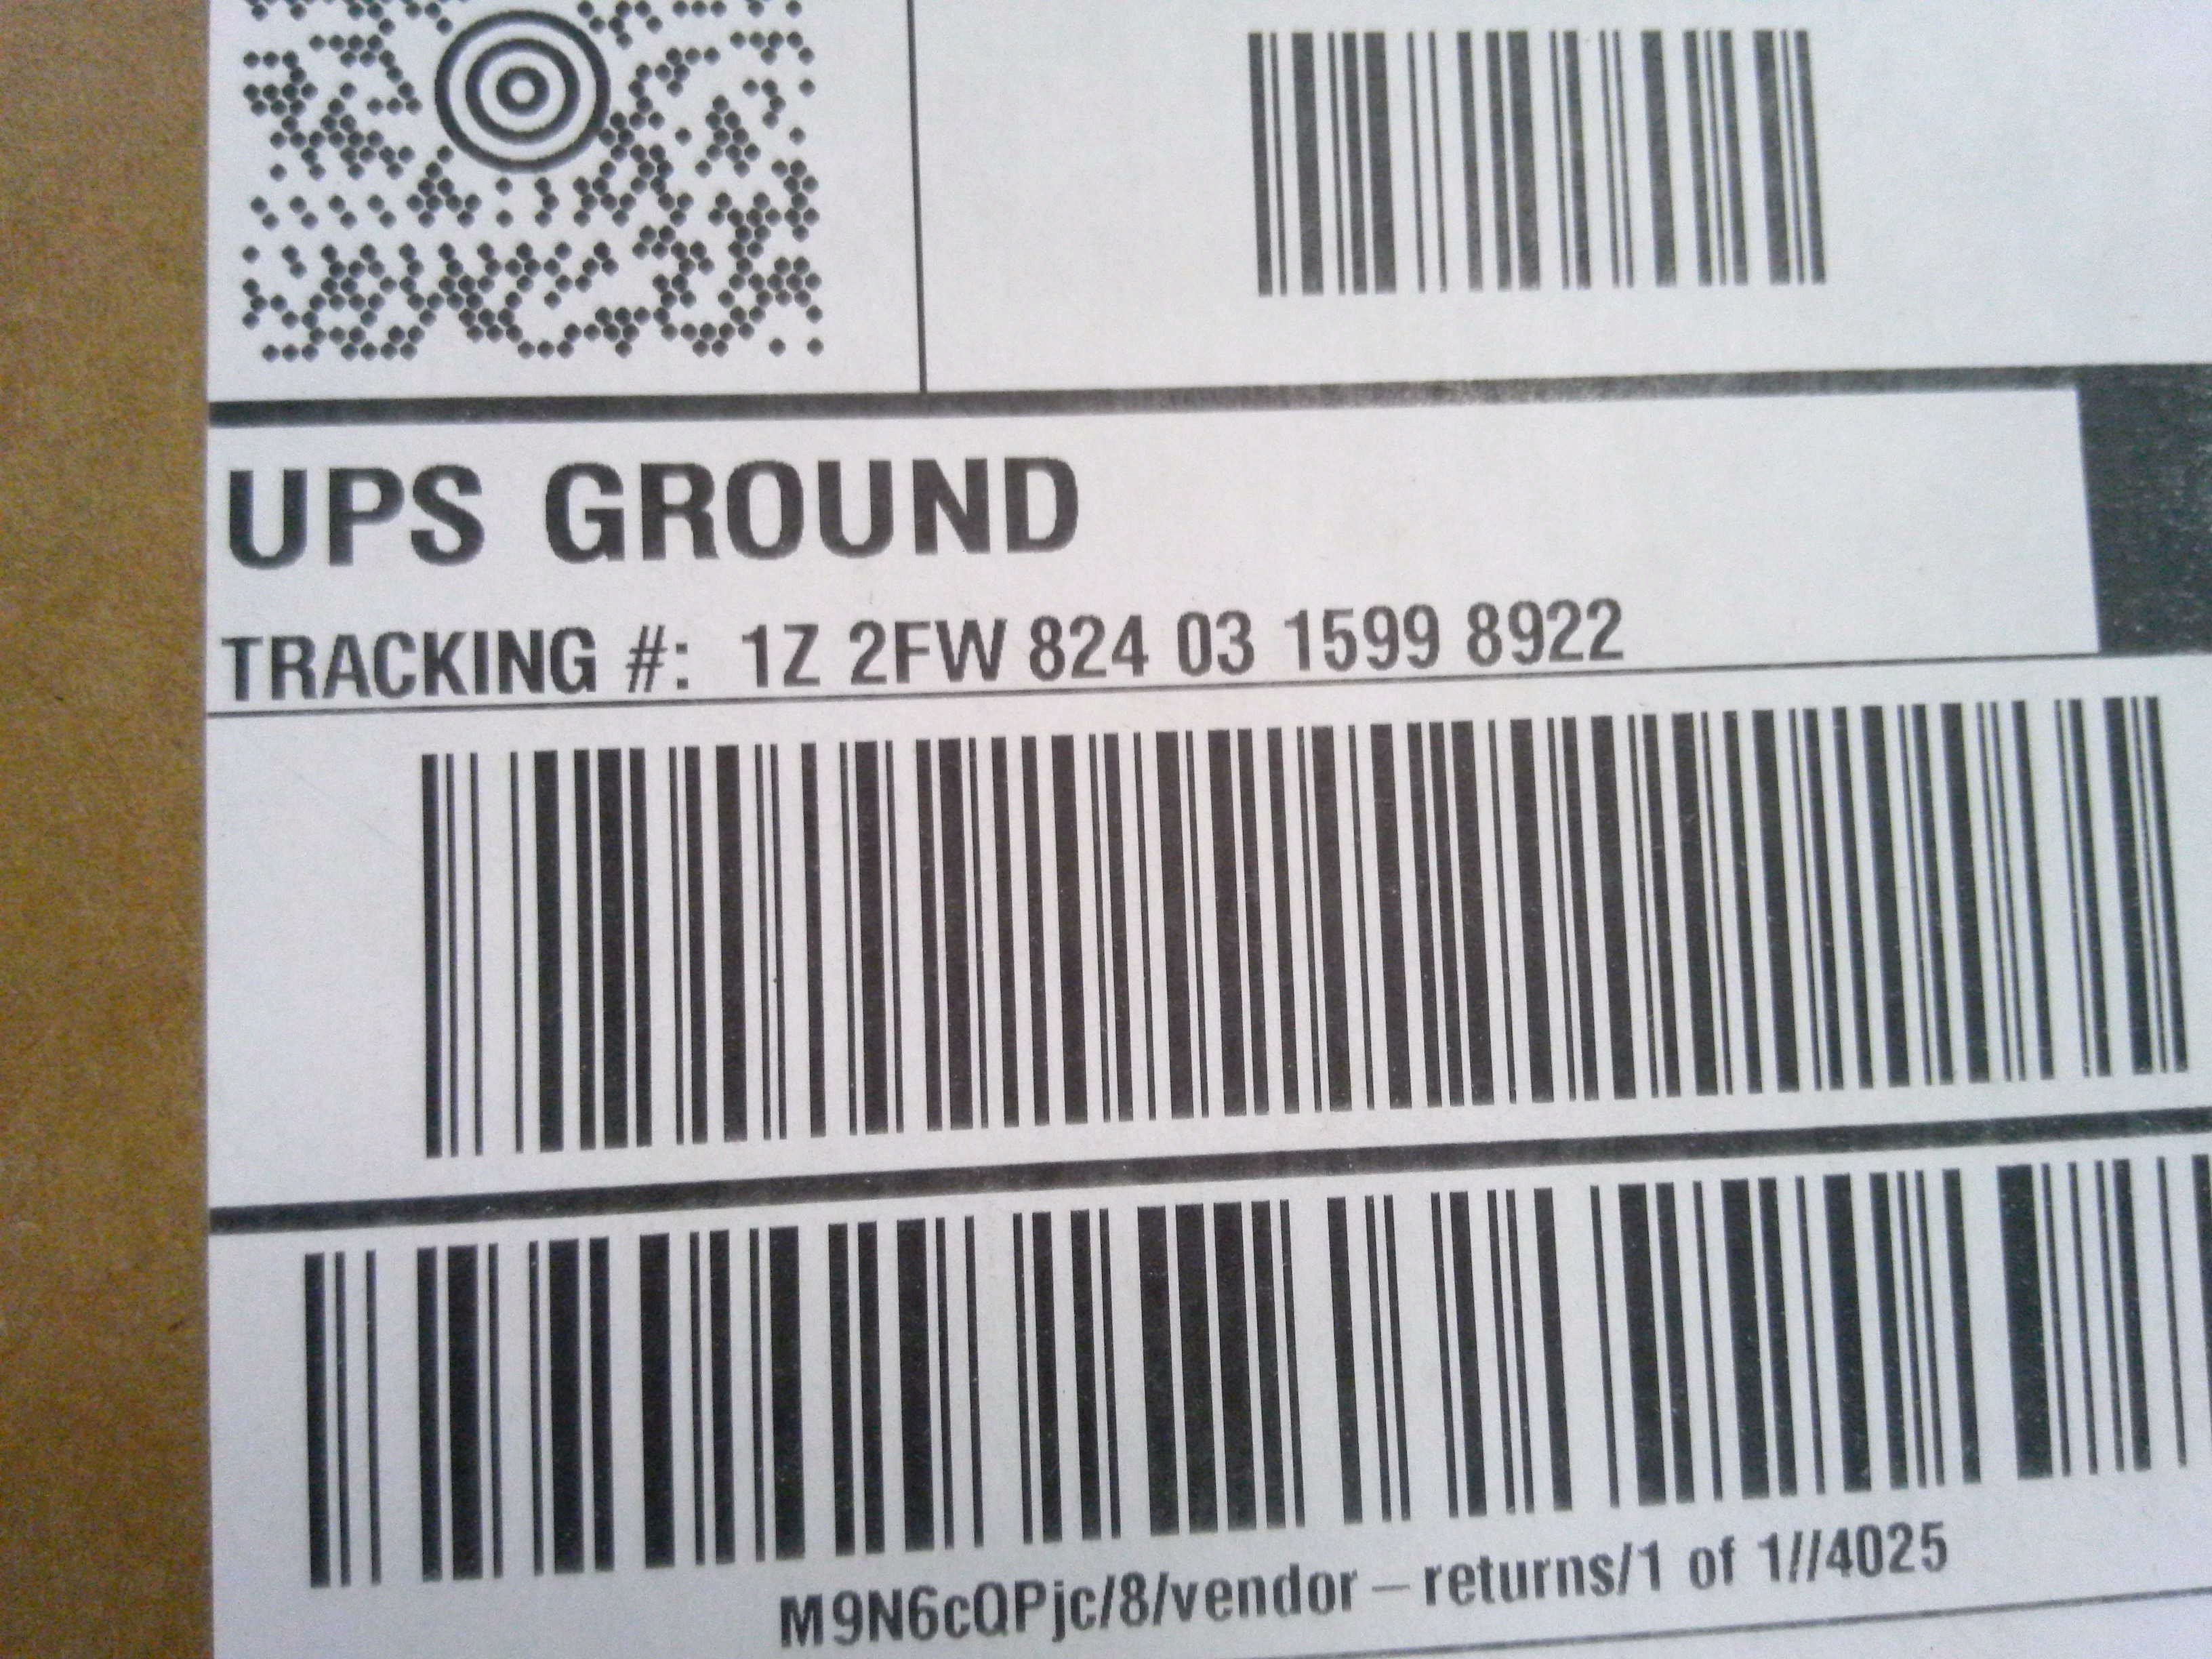 UPS GROUND
TRACKING #: 1Z 2FW 824 03 1599 8922
M9N6cQPjc/8/vendor – returns/1 of 1//4025